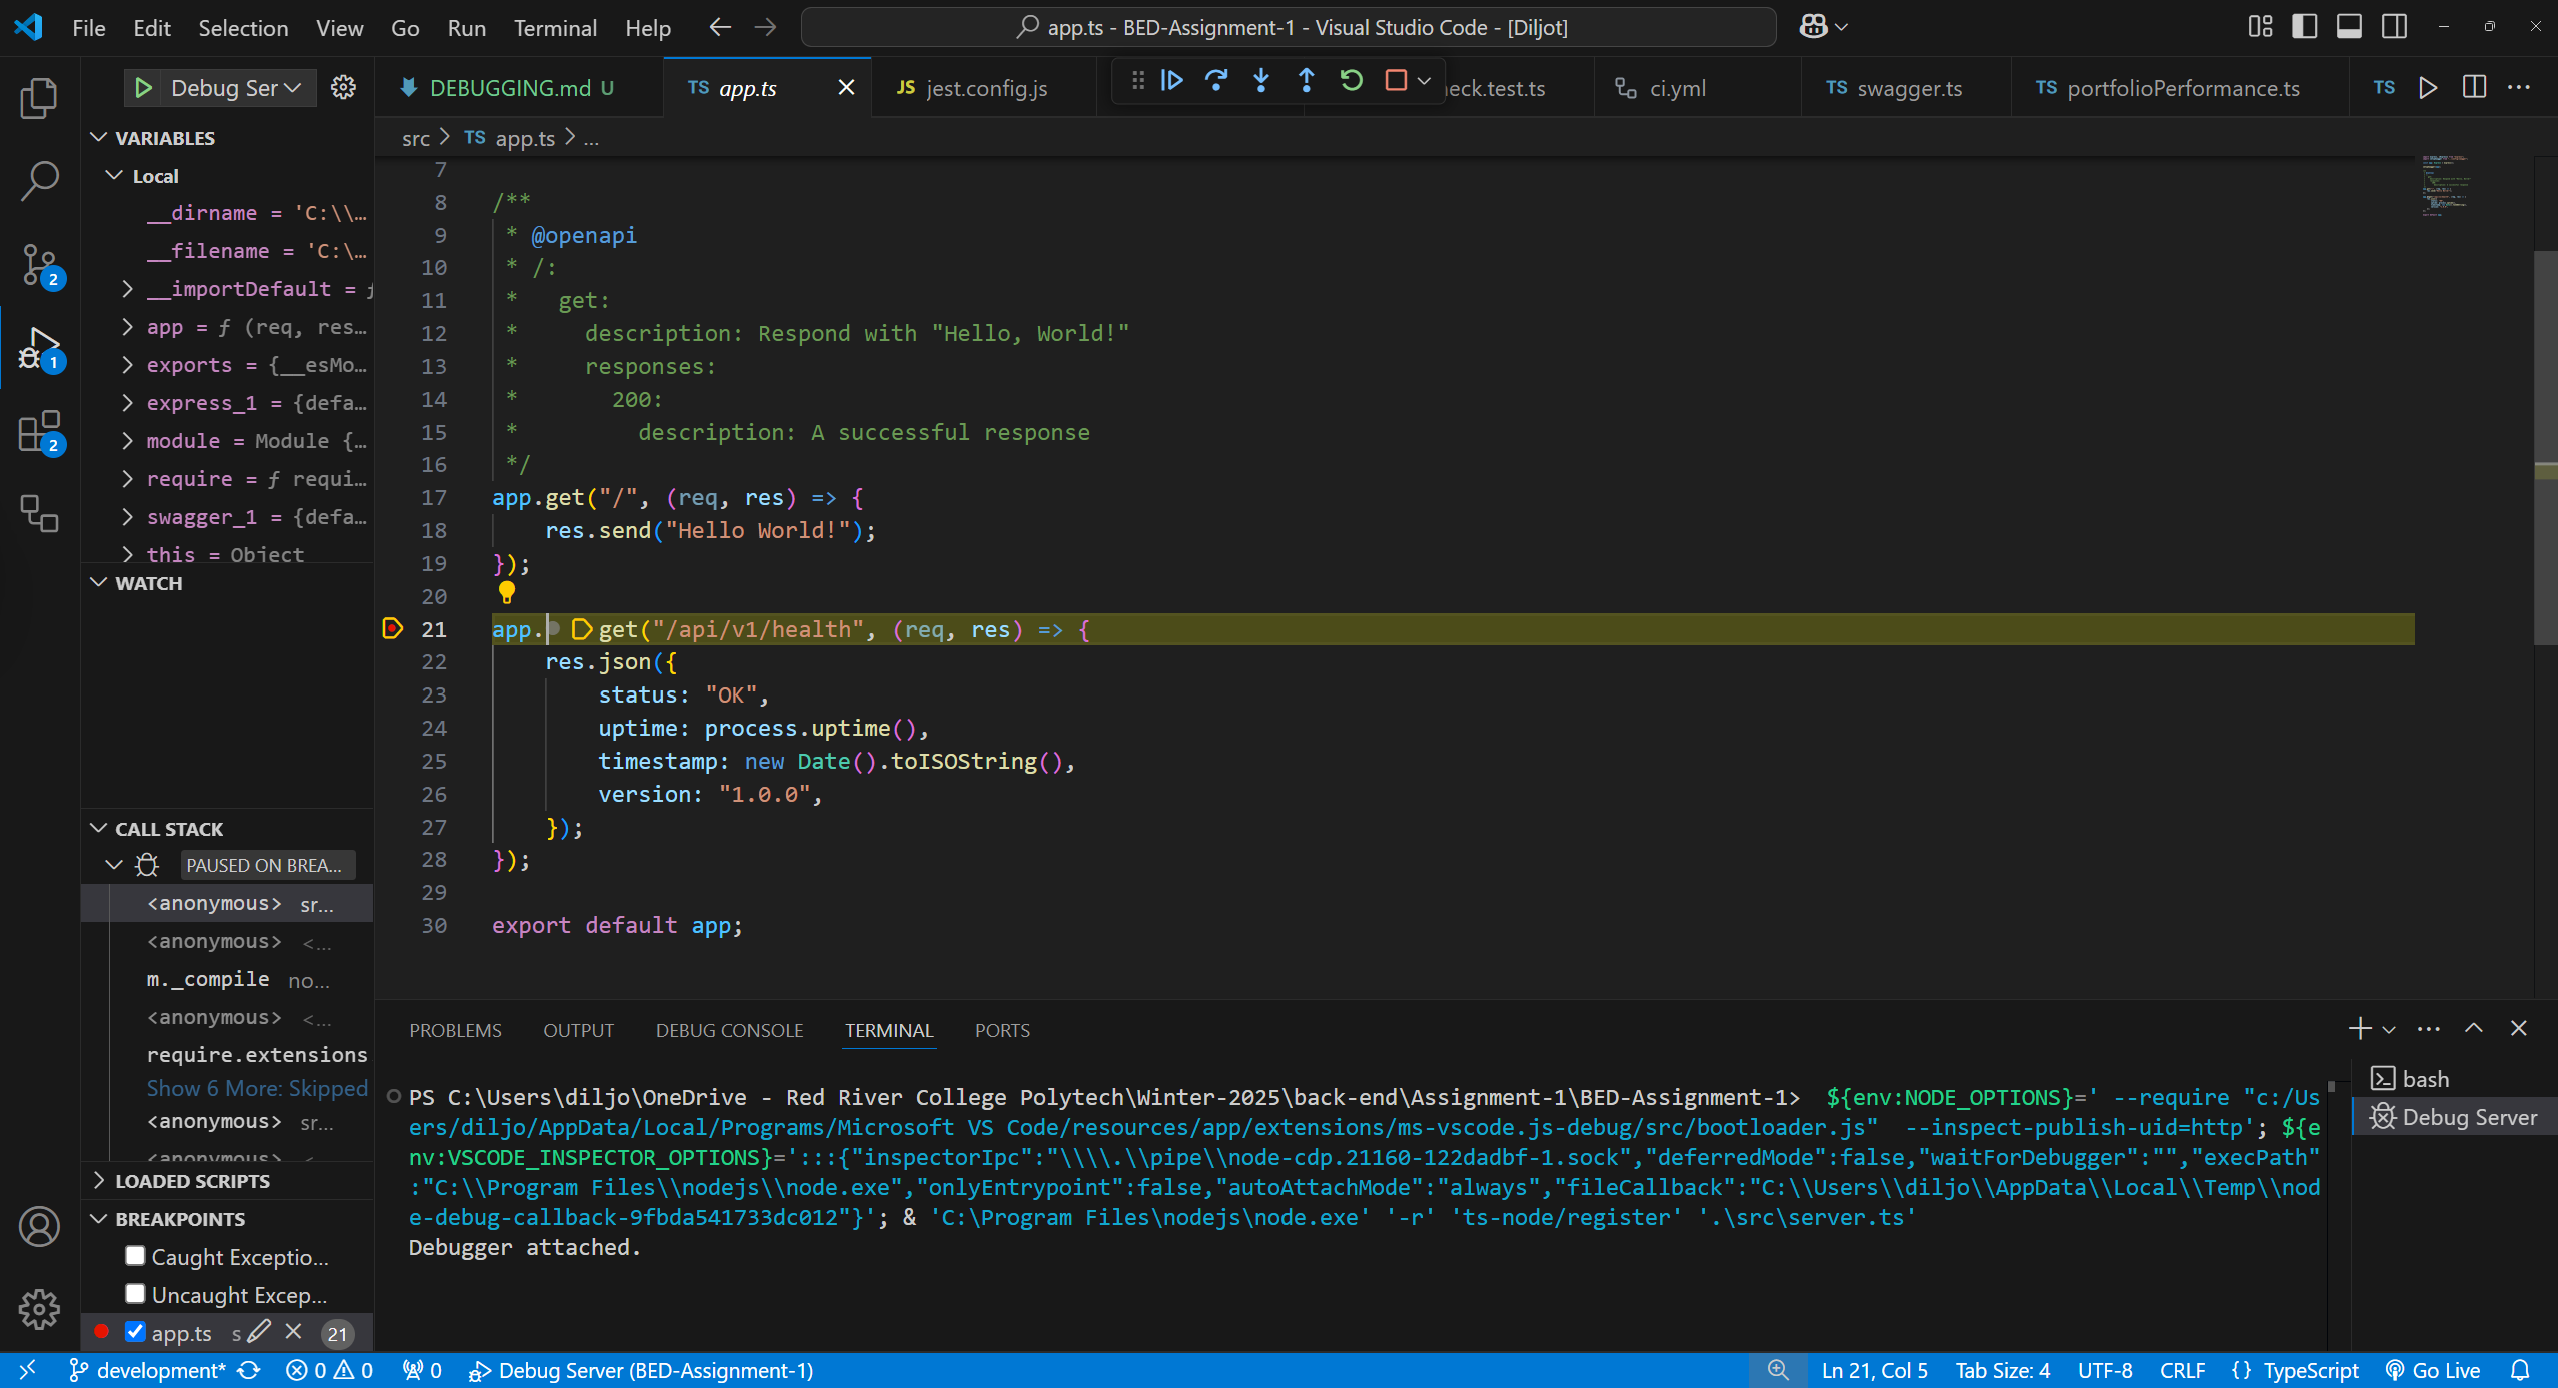 File Edit Selection View Go Run Terminal Help
app.ts - BED-Assignment-1 - Visual Studio Code - [Diljot]
Debug Ser
DEBUGGING.md U
TS app.ts
JS jest.config.js
eck.test.ts
ci.yml
TS swagger.ts
TS portfolioPerformance.ts
TS
src > TS app.ts > ...
VARIABLES
Local
__dirname = 'C:\\…
__filename = 'C:\…
__importDefault = ƒ
app = ƒ (req, res…
exports = {__esMo…
express_1 = {defa…
module = Module {…
require = ƒ requi…
swagger_1 = {defa…
this = Object
WATCH
CALL STACK
PAUSED ON BREA...
<anonymous> sr...
<anonymous> <...
m._compile no...
<anonymous> <...
require.extensions
Show 6 More: Skipped
<anonymous> sr...
<anonymous> <
LOADED SCRIPTS
BREAKPOINTS
Caught Exceptio...
Uncaught Excep...
app.ts s 21
2
1
2
7
8 /**
9 * @openapi
10 * /:
11 *   get:
12 *     description: Respond with "Hello, World!"
13 *     responses:
14 *       200:
15 *         description: A successful response
16 */
17 app.get("/", (req, res) => {
18     res.send("Hello World!");
19 });
20
21 app.get("/api/v1/health", (req, res) => {
22     res.json({
23         status: "OK",
24         uptime: process.uptime(),
25         timestamp: new Date().toISOString(),
26         version: "1.0.0",
27     });
28 });
29
30 export default app;
PROBLEMS OUTPUT DEBUG CONSOLE TERMINAL PORTS
PS C:\Users\diljo\OneDrive - Red River College Polytech\Winter-2025\back-end\Assignment-1\BED-Assignment-1>  ${env:NODE_OPTIONS}=' --require "c:/Us
ers/diljo/AppData/Local/Programs/Microsoft VS Code/resources/app/extensions/ms-vscode.js-debug/src/bootloader.js"  --inspect-publish-uid=http'; ${e
nv:VSCODE_INSPECTOR_OPTIONS}=':::{"inspectorIpc":"\\\\.\\pipe\\node-cdp.21160-122dadbf-1.sock","deferredMode":false,"waitForDebugger":"","execPath"
:"C:\\Program Files\\nodejs\\node.exe","onlyEntrypoint":false,"autoAttachMode":"always","fileCallback":"C:\\Users\\diljo\\AppData\\Local\\Temp\\nod
e-debug-callback-9fbda541733dc012"}'; & 'C:\Program Files\nodejs\node.exe' '-r' 'ts-node/register' '.\src\server.ts'
Debugger attached.
bash
Debug Server
development* 0 0 0 Debug Server (BED-Assignment-1)
Ln 21, Col 5 Tab Size: 4 UTF-8 CRLF {} TypeScript Go Live